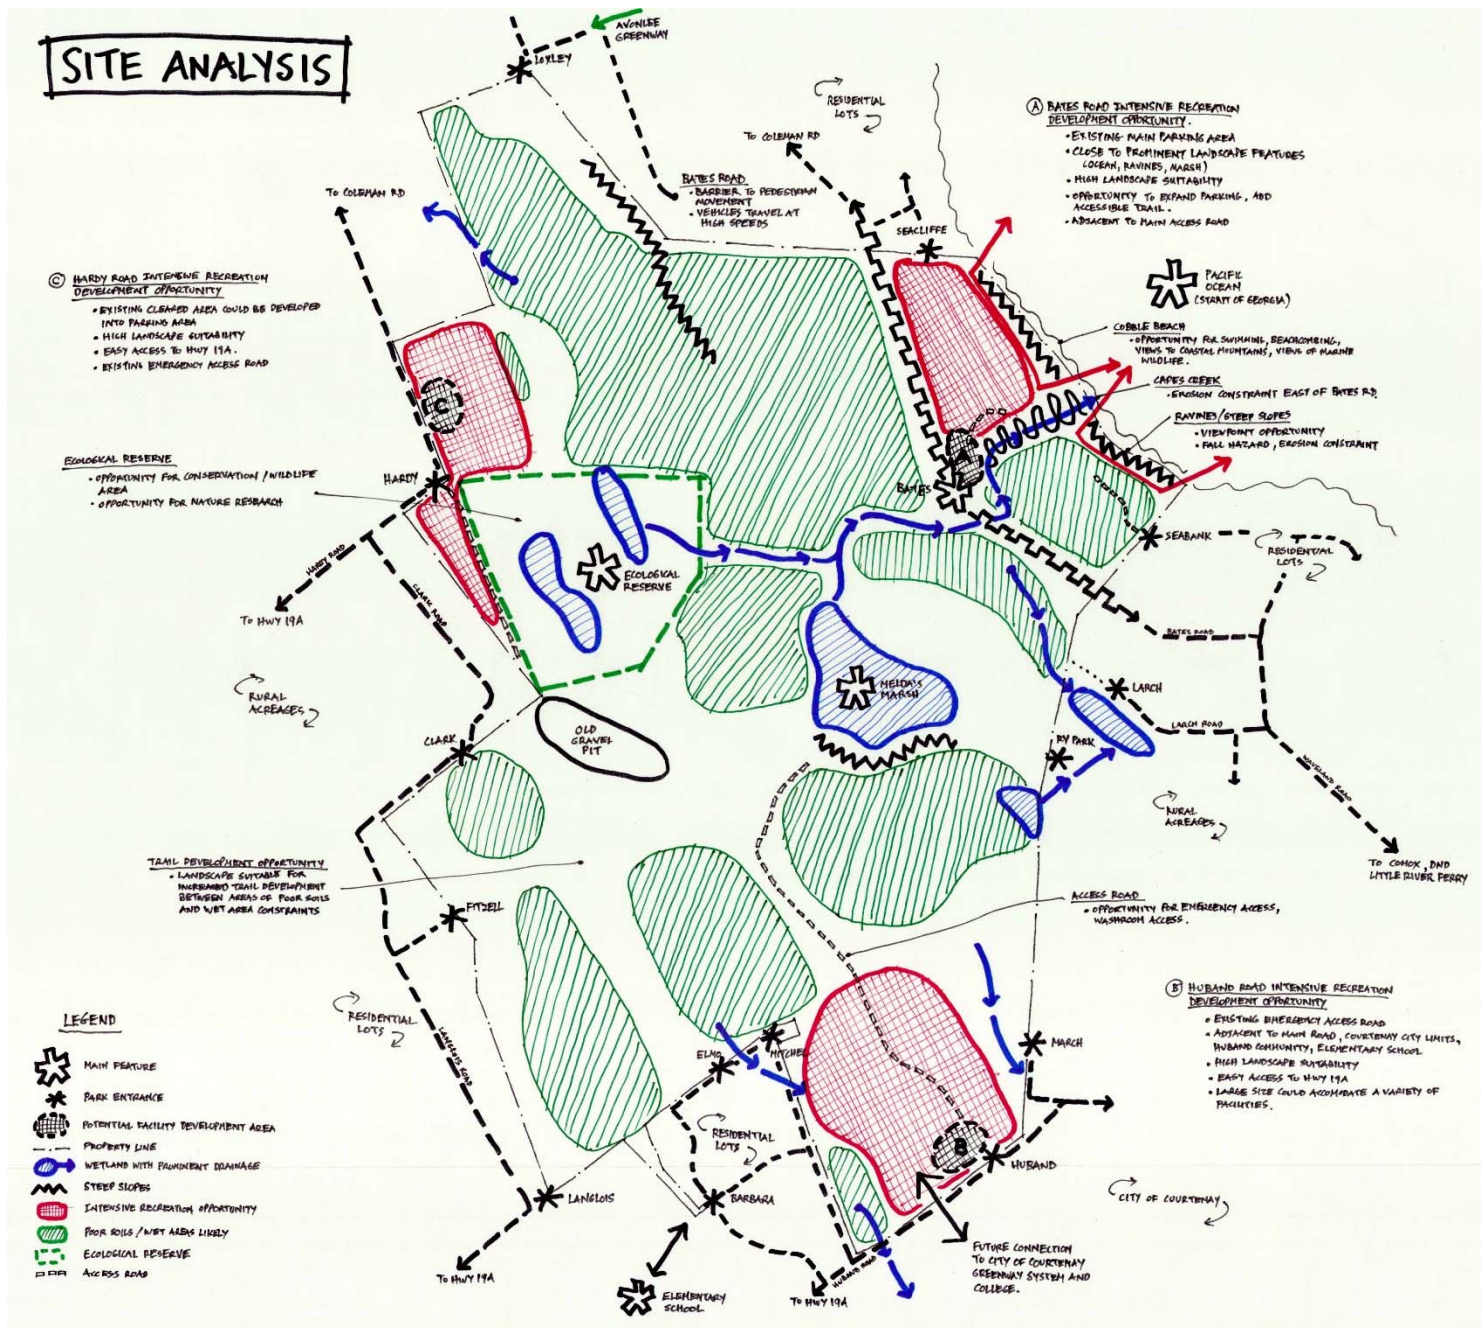 SITE ANALYSIS
AVONLEE
GREENWAY
LOXLEY
RESIDENTIAL
LOTS
TO COLEMAN RD
Ⓐ BATES ROAD INTENSIVE RECREATION
DEVELOPMENT OPPORTUNITY.
• EXISTING MAIN PARKING AREA
• CLOSE TO PROMINENT LANDSCAPE FEATURES
(OCEAN, RAVINES, MARSH)
• HIGH LANDSCAPE SUITABILITY
• OPPORTUNITY TO EXPAND PARKING, ADD
ACCESSIBLE TRAIL.
• ADJACENT TO MAIN ACCESS ROAD
BATES ROAD
• BARRIER TO PEDESTRIAN
MOVEMENT
• VEHICLES TRAVEL AT
HIGH SPEEDS
TO COLEMAN RD
SEACLIFFE
PACIFIC
OCEAN
(STRAIT OF GEORGIA)
Ⓒ HARDY ROAD INTENSIVE RECREATION
DEVELOPMENT OPPORTUNITY
• EXISTING CLEARED AREA COULD BE DEVELOPED
INTO PARKING AREA
• HIGH LANDSCAPE SUITABILITY
• EASY ACCESS TO HWY 19A.
• EXISTING EMERGENCY ACCESS ROAD
COBBLE BEACH
• OPPORTUNITY FOR SWIMMING, BEACHCOMBING,
VIEWS TO COASTAL MOUNTAINS, VIEWS OF MARINE
WILDLIFE.
CAPES CREEK
• EROSION CONSTRAINT EAST OF BATES RD.
RAVINES/STEEP SLOPES
• VIEWPOINT OPPORTUNITY
• FALL HAZARD, EROSION CONSTRAINT
C
A
ECOLOGICAL RESERVE
• OPPORTUNITY FOR CONSERVATION/WILDLIFE
AREA
• OPPORTUNITY FOR NATURE RESEARCH
HARDY
BATES
SEABANK
RESIDENTIAL
LOTS
HARDY ROAD
CLARK ROAD
TO HWY 19A
ECOLOGICAL
RESERVE
BATES ROAD
RURAL
ACREAGES
MELDA'S
MARSH
LARCH
LARCH ROAD
CLARK
OLD
GRAVEL
PIT
RV PARK
WAVELAND ROAD
RURAL
ACREAGES
TO COMOX, DND
LITTLE RIVER FERRY
TRAIL DEVELOPMENT OPPORTUNITY
• LANDSCAPE SUITABLE FOR
INCREASED TRAIL DEVELOPMENT
BETWEEN AREAS OF POOR SOILS
AND WET AREA CONSTRAINTS
FITZELL
ACCESS ROAD
• OPPORTUNITY FOR EMERGENCY ACCESS,
WASHROOM ACCESS.
Ⓑ HUBAND ROAD INTENSIVE RECREATION
DEVELOPMENT OPPORTUNITY
• EXISTING EMERGENCY ACCESS ROAD
• ADJACENT TO MAIN ROAD, COURTENAY CITY LIMITS,
HUBAND COMMUNITY, ELEMENTARY SCHOOL
• HIGH LANDSCAPE SUITABILITY
• EASY ACCESS TO HWY 19A
• LARGE SIZE COULD ACCOMODATE A VARIETY OF
FACILITIES.
RESIDENTIAL
LOTS
LANGLOIS ROAD
ELMO
MITCHEL
MARCH
LEGEND
MAIN FEATURE
PARK ENTRANCE
POTENTIAL FACILITY DEVELOPMENT AREA
PROPERTY LINE
WETLAND WITH PROMINENT DRAINAGE
STEEP SLOPES
INTENSIVE RECREATION OPPORTUNITY
POOR SOILS/WET AREAS LIKELY
ECOLOGICAL RESERVE
ACCESS ROAD
RESIDENTIAL
LOTS
B
HUBAND
LANGLOIS
BARBARA
CITY OF COURTENAY
TO HWY 19A
ELEMENTARY
SCHOOL
TO HWY 19A
HUBAND ROAD
FUTURE CONNECTION
TO CITY OF COURTENAY
GREENWAY SYSTEM AND
COLLEGE.